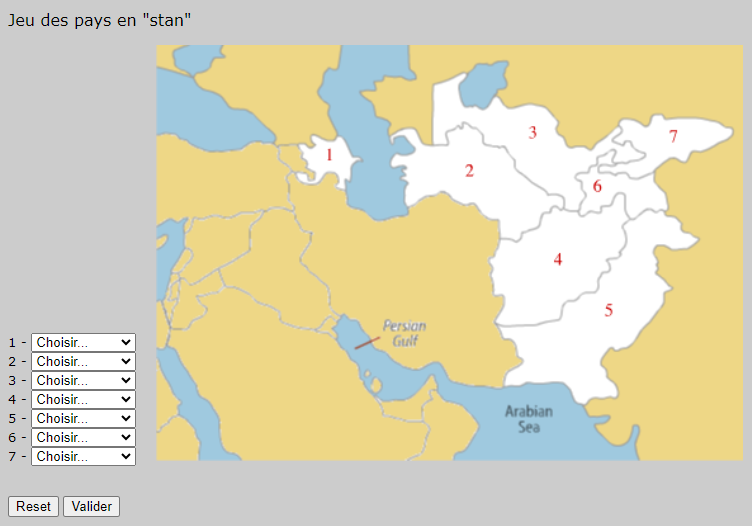 Jeu des pays en "stan"
1
2
3
4
5
6
7
Persian
Gulf
Arabian
Sea
1 - Choisir...
2 - Choisir...
3 - Choisir...
4 - Choisir...
5 - Choisir...
6 - Choisir...
7 - Choisir...
Reset Valider